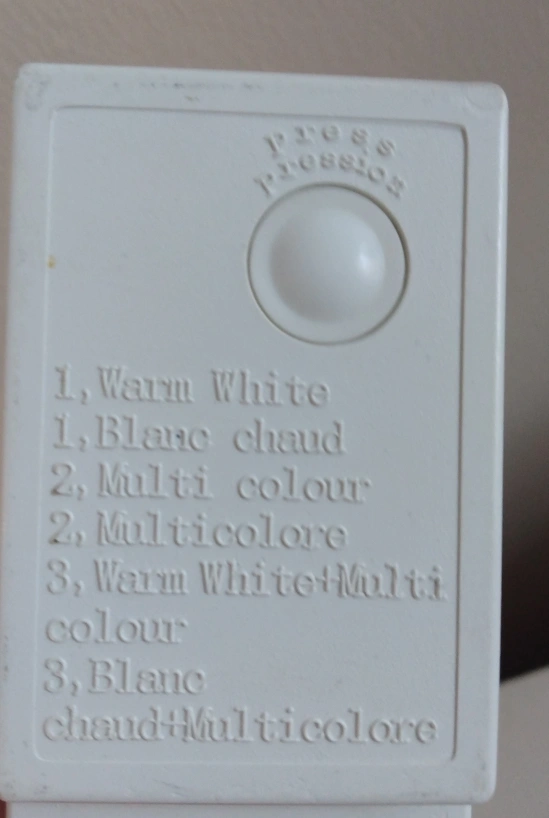 press
pression
1, Warm White
1, Blanc chaud
2, Multi colour
2, Multicolore
3, Warm White+Multi
colour
3, Blanc
chaud+Multicolore